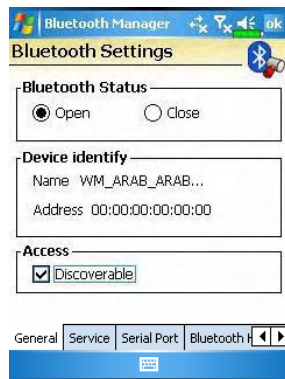 Bluetooth Manager ok
Bluetooth Settings
Bluetooth Status
Open Close
Device identify
Name WM_ARAB_ARAB...
Address 00:00:00:00:00:00
Access
Discoverable
General Service Serial Port Bluetooth H